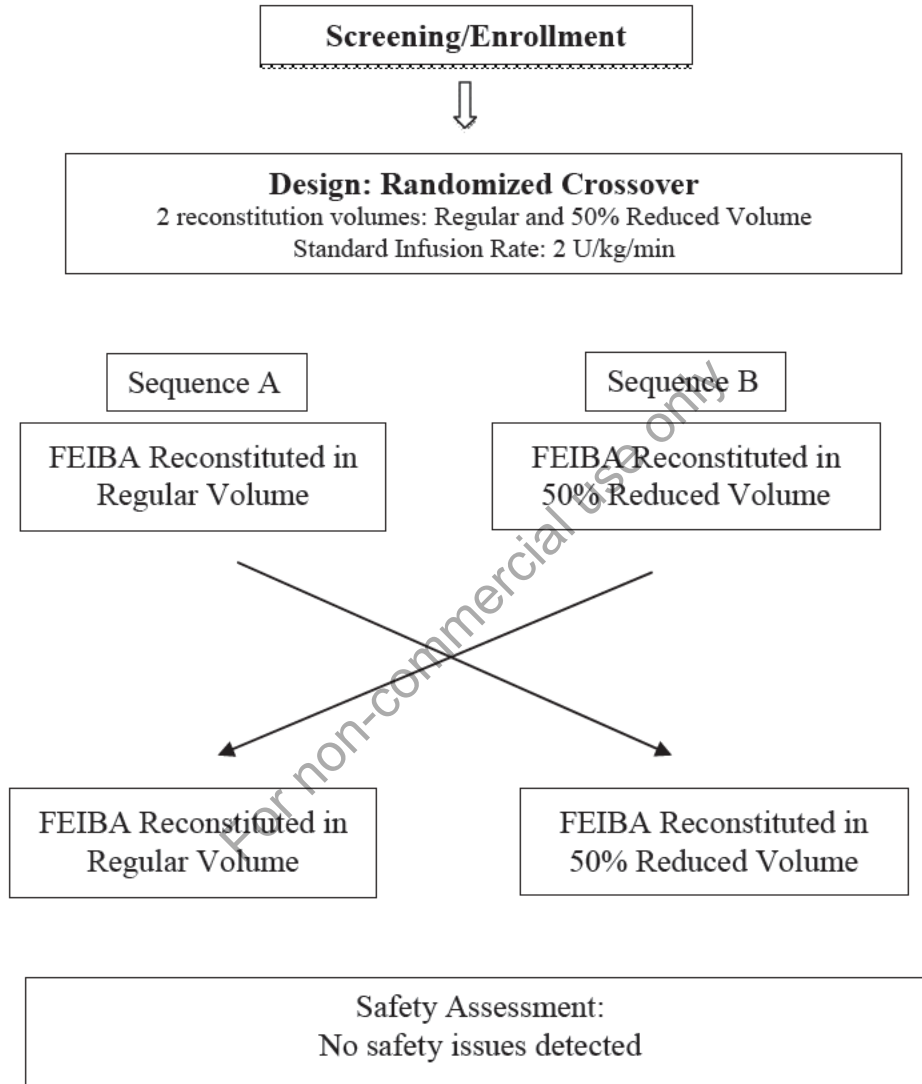 Screening/Enrollment
Design: Randomized Crossover
2 reconstitution volumes: Regular and 50% Reduced Volume
Standard Infusion Rate: 2 U/kg/min
Sequence A
Sequence B
FEIBA Reconstituted in
Regular Volume
FEIBA Reconstituted in
50% Reduced Volume
For non-commercial use only
FEIBA Reconstituted in
Regular Volume
FEIBA Reconstituted in
50% Reduced Volume
Safety Assessment:
No safety issues detected